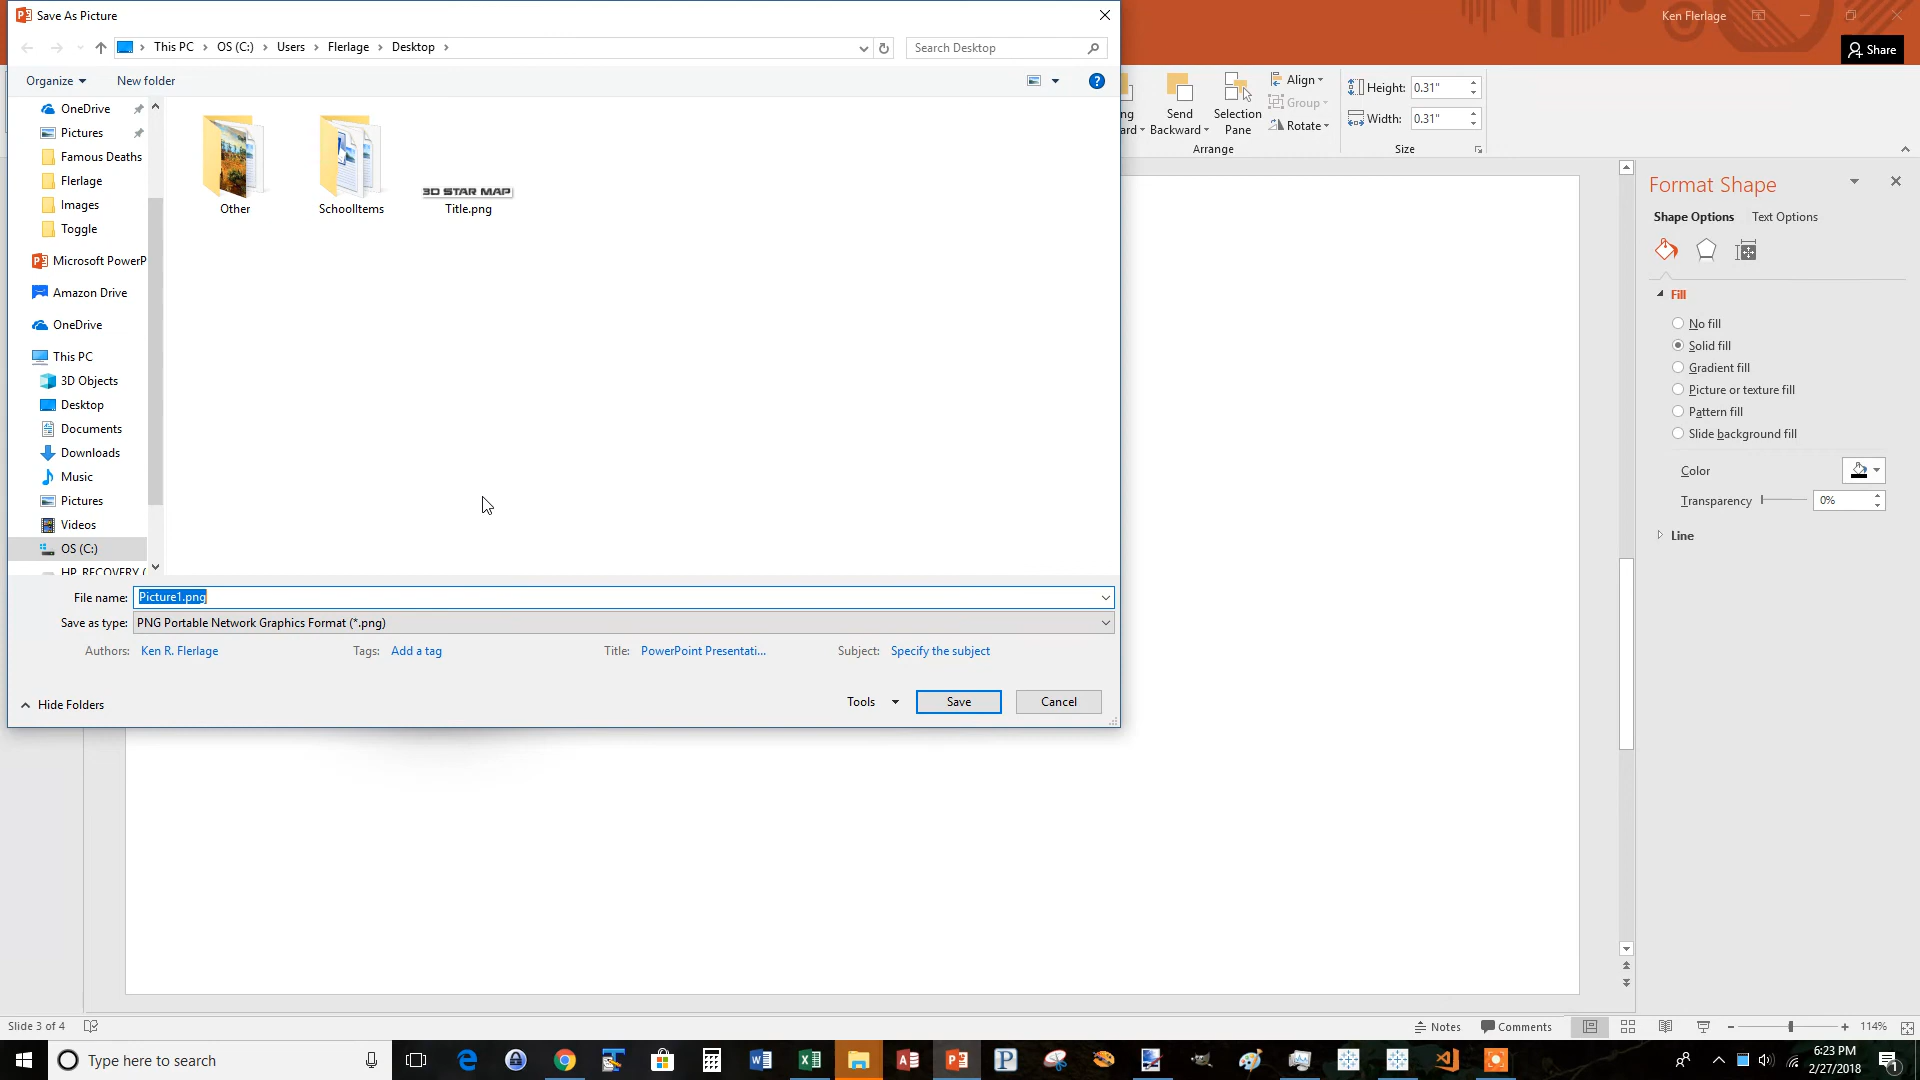 Save As Picture
This PC
OS (C:)
Users
Flerlage
Desktop
Search Desktop
Organize
New folder
OneDrive
Pictures
Famous Deaths
Flerlage
Images
Toggle
Microsoft PowerP
Amazon Drive
OneDrive
This PC
3D Objects
Desktop
Documents
Downloads
Music
Pictures
Videos
OS (C:)
HP_RECOVERY (
Other
SchoolItems
3D STAR MAP
Title.png
File name:
Picture1.png
Save as type:
PNG Portable Network Graphics Format (*.png)
Authors:
Ken R. Flerlage
Tags:
Add a tag
Title:
PowerPoint Presentati...
Subject:
Specify the subject
Hide Folders
Tools
Save
Cancel
Ken Flerlage
Share
ng
ard
Send
Backward
Selection
Pane
Align
Group
Rotate
Arrange
Height:
0.31"
Width:
0.31"
Size
Format Shape
Shape Options
Text Options
Fill
No fill
Solid fill
Gradient fill
Picture or texture fill
Pattern fill
Slide background fill
Color
Transparency
0%
Line
Slide 3 of 4
Notes
Comments
114%
Type here to search
6:23 PM
2/27/2018
1